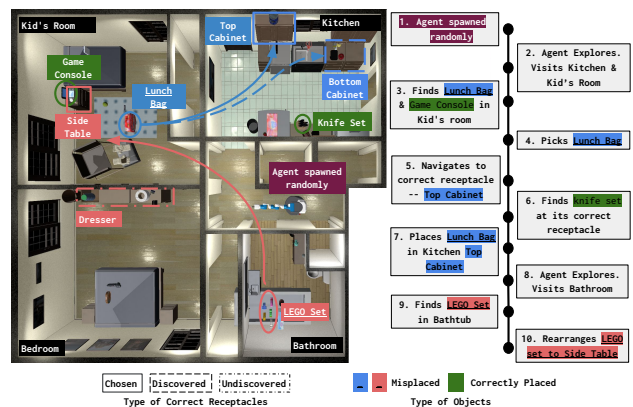 Kid's Room
Top
Cabinet
Kitchen
Game
Console
Lunch
Bag
Bottom
Cabinet
Side
Table
Knife Set
Agent spawned
randomly
Dresser
LEGO Set
Bedroom
Bathroom
1. Agent spawned
randomly
2. Agent Explores.
Visits Kitchen &
Kid's Room
3. Finds Lunch Bag
& Game Console in
Kid's room
4. Picks Lunch Bag
5. Navigates to
correct receptacle
-- Top Cabinet
6. Finds knife set
at its correct
receptacle
7. Places Lunch Bag
in Kitchen Top
Cabinet
8. Agent Explores.
Visits Bathroom
9. Finds LEGO Set
in Bathtub
10. Rearranges LEGO
set to Side Table
Chosen
Discovered
Undiscovered
Type of Correct Receptacles
Misplaced
Correctly Placed
Type of Objects